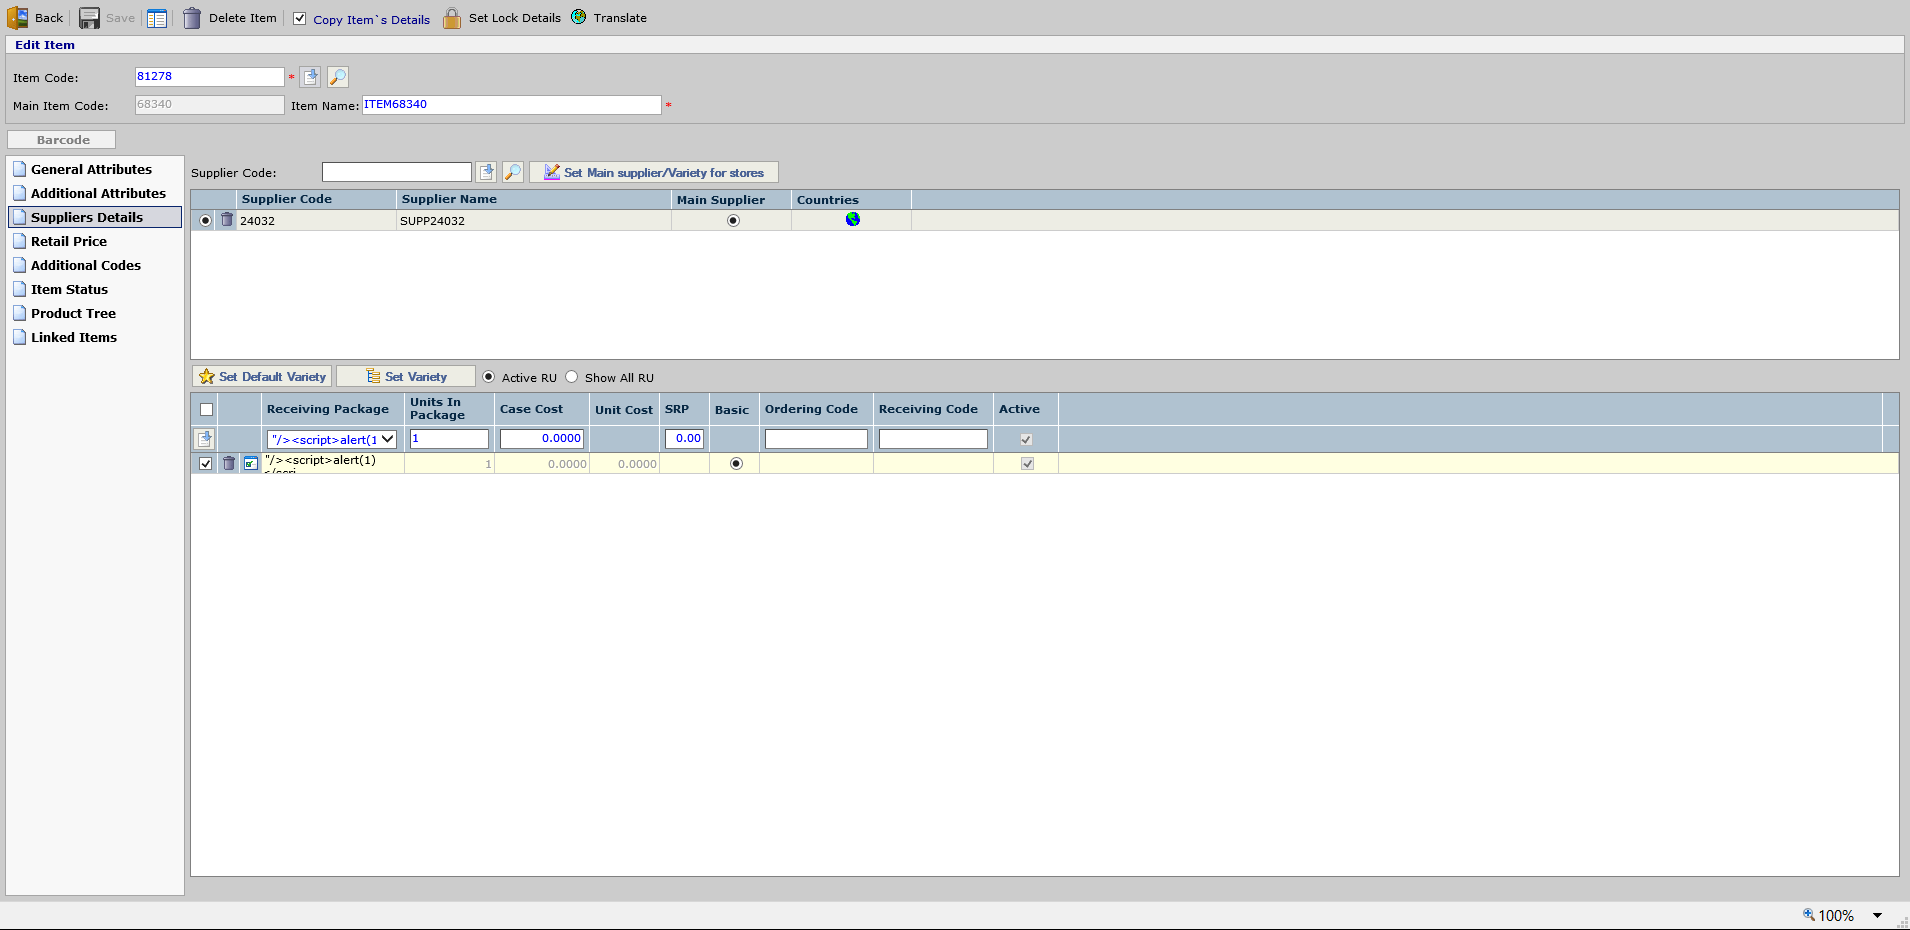 Back Save Delete Item Copy Item`s Details Set Lock Details Translate
Edit Item
Item Code: 81278 *
Main Item Code: 68340 Item Name: ITEM68340 *
Barcode
General Attributes
Additional Attributes
Suppliers Details
Retail Price
Additional Codes
Item Status
Product Tree
Linked Items
Supplier Code: Set Main supplier/Variety for stores
Supplier Code Supplier Name Main Supplier Countries
24032 SUPP24032
Set Default Variety Set Variety Active RU Show All RU
Receiving Package Units In Package Case Cost Unit Cost SRP Basic Ordering Code Receiving Code Active
"/><script>alert(1 1 0.0000 0.00
"/><script>alert(1) 1 0.0000 0.0000
</scri
100%